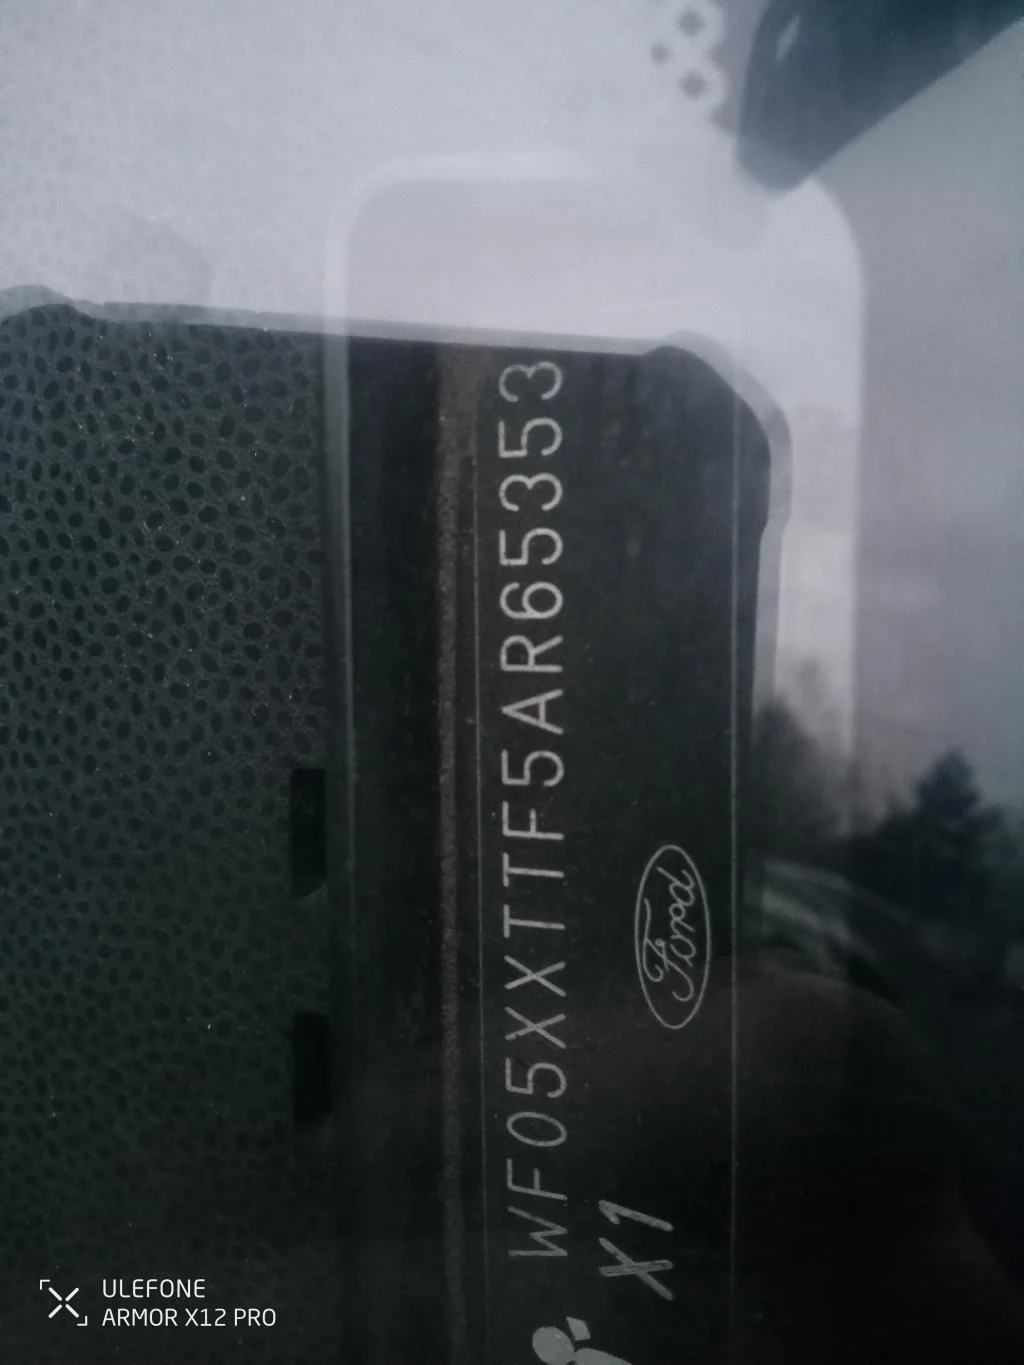 WF05XXTTF5AR65353
X1
Ford
ULEFONE
ARMOR X12 PRO